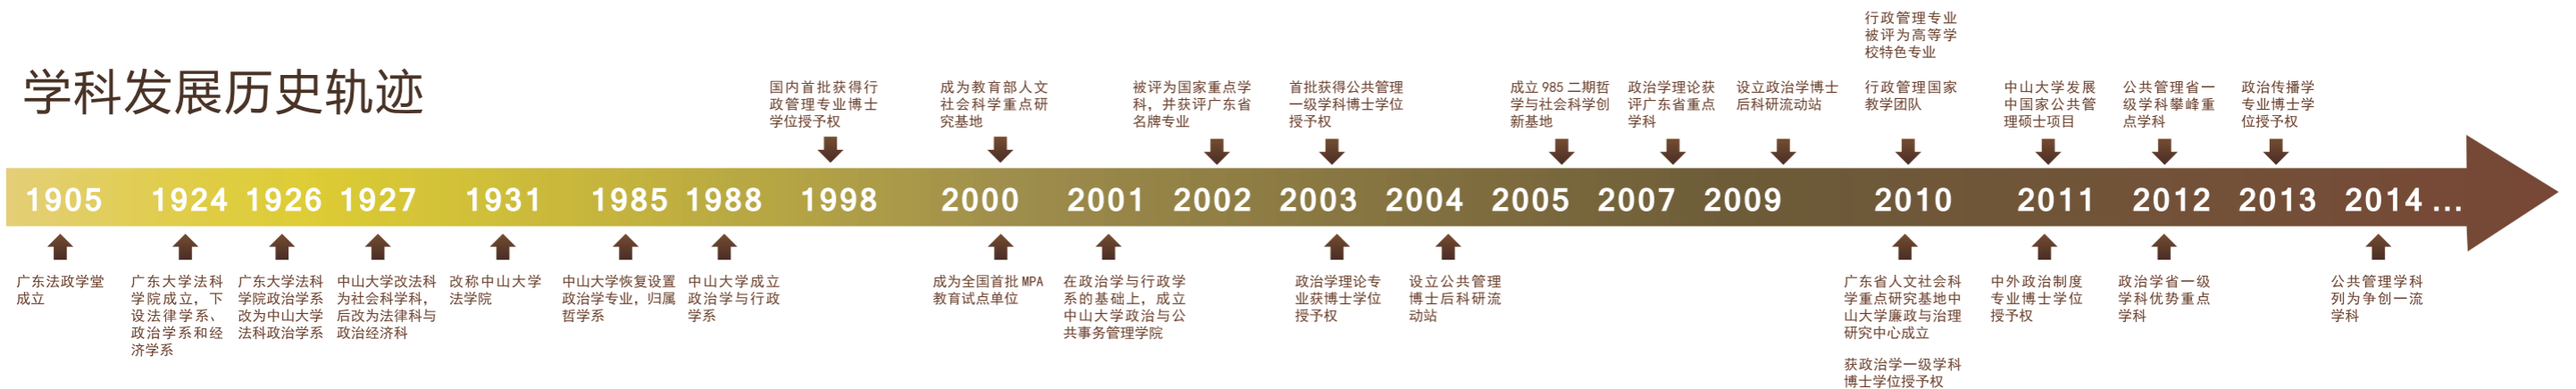 学科发展历史轨迹
国内首批获得行
政管理专业博士
学位授予权
成为教育部人文
社会科学重点研
究基地
被评为国家重点学
科，并获评广东省
名牌专业
首批获得公共管理
一级学科博士学位
授予权
成立 985 二期哲
学与社会科学创
新基地
政治学理论获
评广东省重点
学科
设立政治学博士
后科研流动站
行政管理专业
被评为高等学
校特色专业
行政管理国家
教学团队
中山大学发展
中国家公共管
理硕士项目
公共管理省一
级学科攀峰重
点学科
政治传播学
专业博士学
位授予权
1905 1924 1926 1927 1931 1985 1988 1998 2000 2001 2002 2003 2004 2005 2007 2009 2010 2011 2012 2013 2014 ...
广东法政学堂
成立
广东大学法科
学院成立，下
设法律学系、
政治学系和经
济学系
广东大学法科
学院政治学系
改为中山大学
法科政治学系
中山大学改法科
为社会科学科，
后改为法律科与
政治经济科
改称中山大学
法学院
中山大学恢复设置
政治学专业，归属
哲学系
中山大学成立
政治学与行政
学系
成为全国首批 MPA
教育试点单位
在政治学与行政学
系的基础上，成立
中山大学政治与公
共事务管理学院
政治学理论专
业获博士学位
授予权
设立公共管理
博士后科研流
动站
广东省人文社会科
学重点研究基地中
山大学廉政与治理
研究中心成立
获政治学一级学科
博士学位授予权
中外政治制度
专业博士学位
授予权
政治学省一级
学科优势重点
学科
公共管理学科
列为争创一流
学科